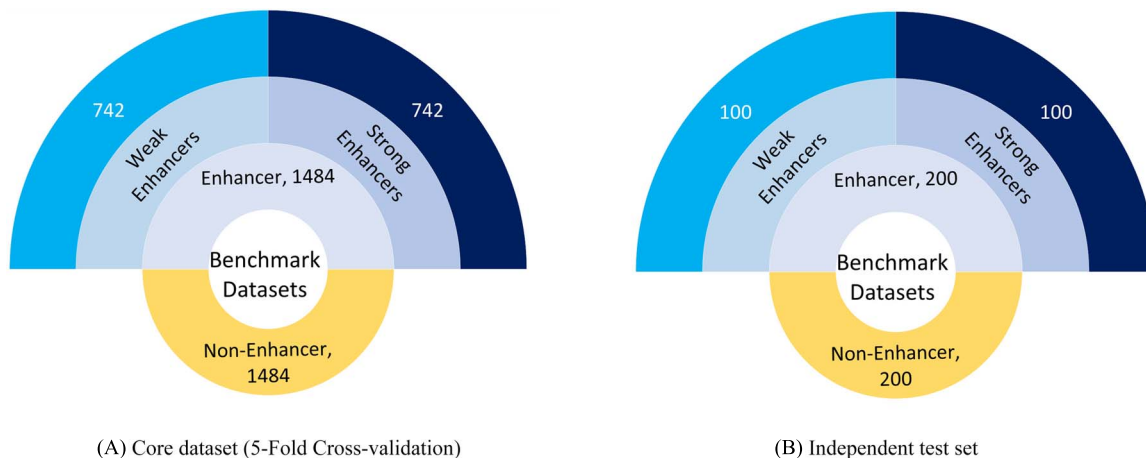 742
742
Weak
Enhancers
Strong
Enhancers
Enhancer, 1484
Benchmark
Datasets
Non-Enhancer,
1484
(A) Core dataset (5-Fold Cross-validation)
100
100
Weak
Enhancers
Strong
Enhancers
Enhancer, 200
Benchmark
Datasets
Non-Enhancer,
200
(B) Independent test set